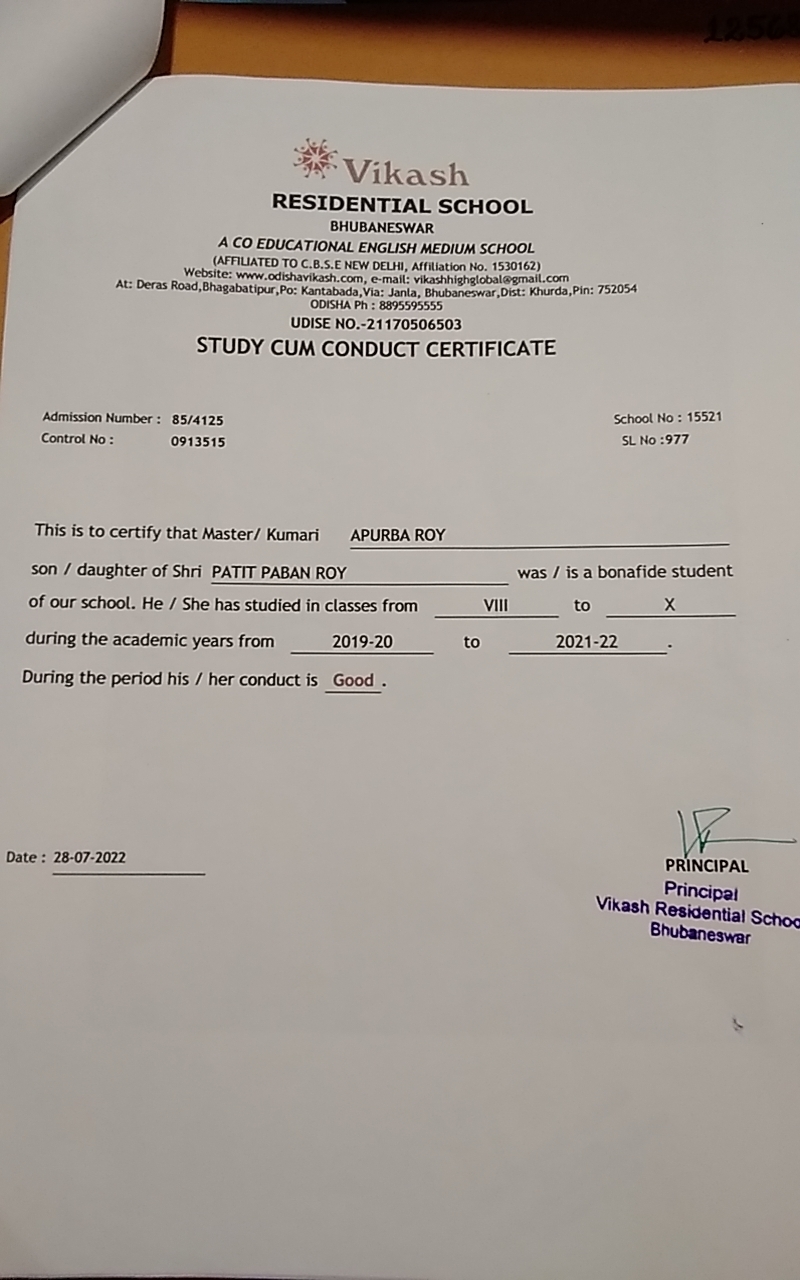 12568
Vikash
RESIDENTIAL SCHOOL
BHUBANESWAR
A CO EDUCATIONAL ENGLISH MEDIUM SCHOOL
(AFFILIATED TO C.B.S.E NEW DELHI, Affiliation No. 1530162)
Website: www.odishavikash.com, e-mail: vikashhighglobal@gmail.com
At: Deras Road,Bhagabatipur,Po: Kantabada,Via: Janla, Bhubaneswar,Dist: Khurda,Pin: 752054
ODISHA Ph : 8895595555
UDISE NO.-21170506503
STUDY CUM CONDUCT CERTIFICATE
Admission Number : 85/4125 School No : 15521
Control No : 0913515 SL No :977
This is to certify that Master/ Kumari APURBA ROY
son / daughter of Shri PATIT PABAN ROY was / is a bonafide student
of our school. He / She has studied in classes from VIII to X
during the academic years from 2019-20 to 2021-22 .
During the period his / her conduct is Good .
Date : 28-07-2022
PRINCIPAL
Principal
Vikash Residential Schoo
Bhubaneswar